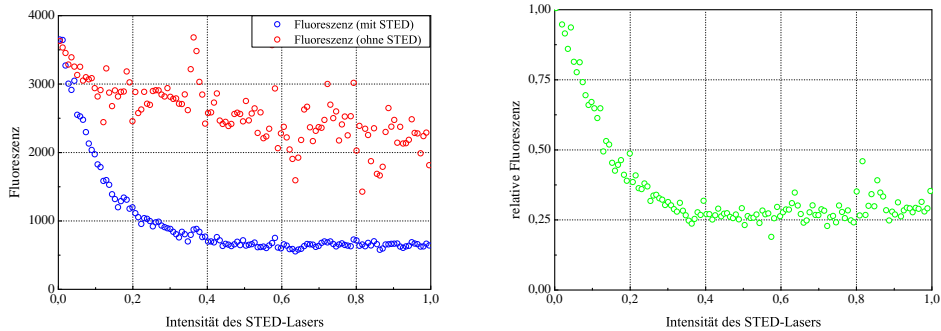 4000
3000
2000
1000
0
Fluoreszenz
Fluoreszenz (mit STED)
Fluoreszenz (ohne STED)
0,0 0,2 0,4 0,6 0,8 1,0
Intensität des STED-Lasers
1,00
0,75
0,50
0,25
0,00
relative Fluoreszenz
0,0 0,2 0,4 0,6 0,8 1,0
Intensität des STED-Lasers